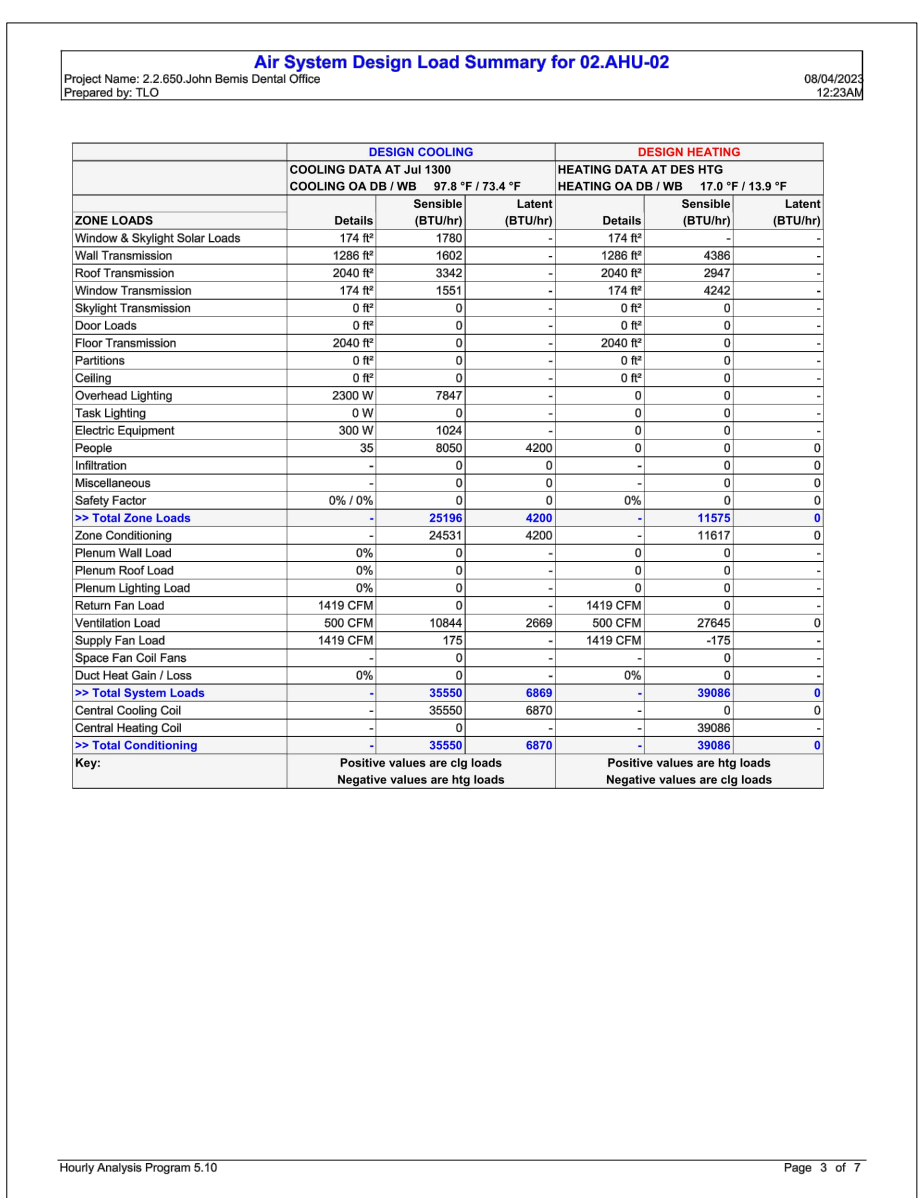 Air System Design Load Summary for 02.AHU-02
Project Name: 2.2.650.John Bemis Dental Office 08/04/2023
Prepared by: TLO 12:23AM
DESIGN COOLING DESIGN HEATING
COOLING DATA AT Jul 1300 HEATING DATA AT DES HTG
COOLING OA DB / WB 97.8 °F / 73.4 °F HEATING OA DB / WB 17.0 °F / 13.9 °F
Sensible Latent Sensible Latent
ZONE LOADS Details (BTU/hr) (BTU/hr) Details (BTU/hr) (BTU/hr)
Window & Skylight Solar Loads 174 ft² 1780 - 174 ft² - -
Wall Transmission 1286 ft² 1602 - 1286 ft² 4386 -
Roof Transmission 2040 ft² 3342 - 2040 ft² 2947 -
Window Transmission 174 ft² 1551 - 174 ft² 4242 -
Skylight Transmission 0 ft² 0 - 0 ft² 0 -
Door Loads 0 ft² 0 - 0 ft² 0 -
Floor Transmission 2040 ft² 0 - 2040 ft² 0 -
Partitions 0 ft² 0 - 0 ft² 0 -
Ceiling 0 ft² 0 - 0 ft² 0 -
Overhead Lighting 2300 W 7847 - 0 0 -
Task Lighting 0 W 0 - 0 0 -
Electric Equipment 300 W 1024 - 0 0 -
People 35 8050 4200 0 0 0
Infiltration - 0 0 - 0 0
Miscellaneous - 0 0 - 0 0
Safety Factor 0% / 0% 0 0 0% 0 0
>> Total Zone Loads - 25196 4200 - 11575 0
Zone Conditioning - 24531 4200 - 11617 0
Plenum Wall Load 0% 0 - 0 0 -
Plenum Roof Load 0% 0 - 0 0 -
Plenum Lighting Load 0% 0 - 0 0 -
Return Fan Load 1419 CFM 0 - 1419 CFM 0 -
Ventilation Load 500 CFM 10844 2669 500 CFM 27645 0
Supply Fan Load 1419 CFM 175 - 1419 CFM -175 -
Space Fan Coil Fans - 0 - - 0 -
Duct Heat Gain / Loss 0% 0 - 0% 0 -
>> Total System Loads - 35550 6869 - 39086 0
Central Cooling Coil - 35550 6870 - 0 0
Central Heating Coil - 0 - - 39086 -
>> Total Conditioning - 35550 6870 - 39086 0
Key: Positive values are clg loads Positive values are htg loads
Negative values are htg loads Negative values are clg loads
Hourly Analysis Program 5.10 Page 3 of 7